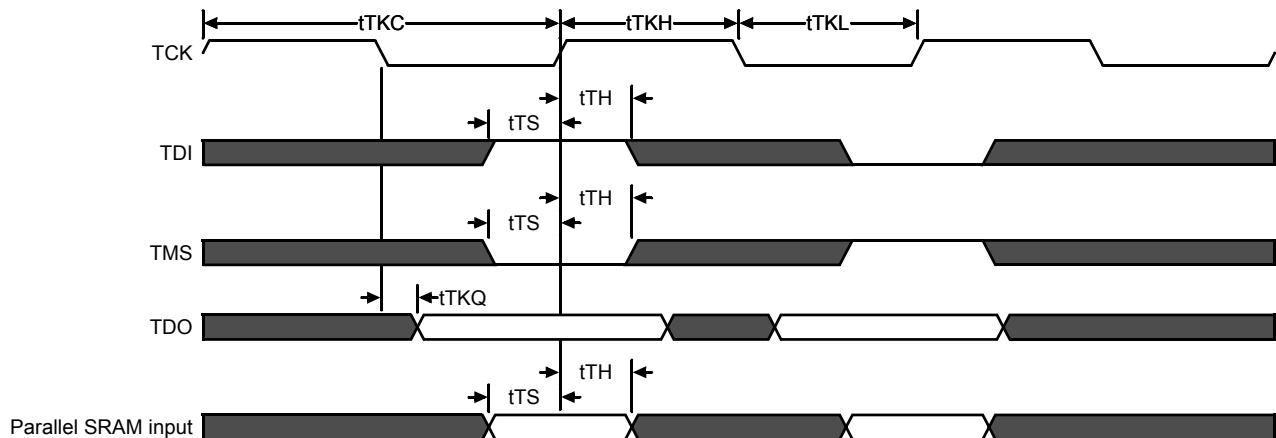 tTKC
tTKH
tTKL
TCK
tTH
tTS
TDI
tTH
tTS
TMS
tTKQ
TDO
tTH
tTS
Parallel SRAM input